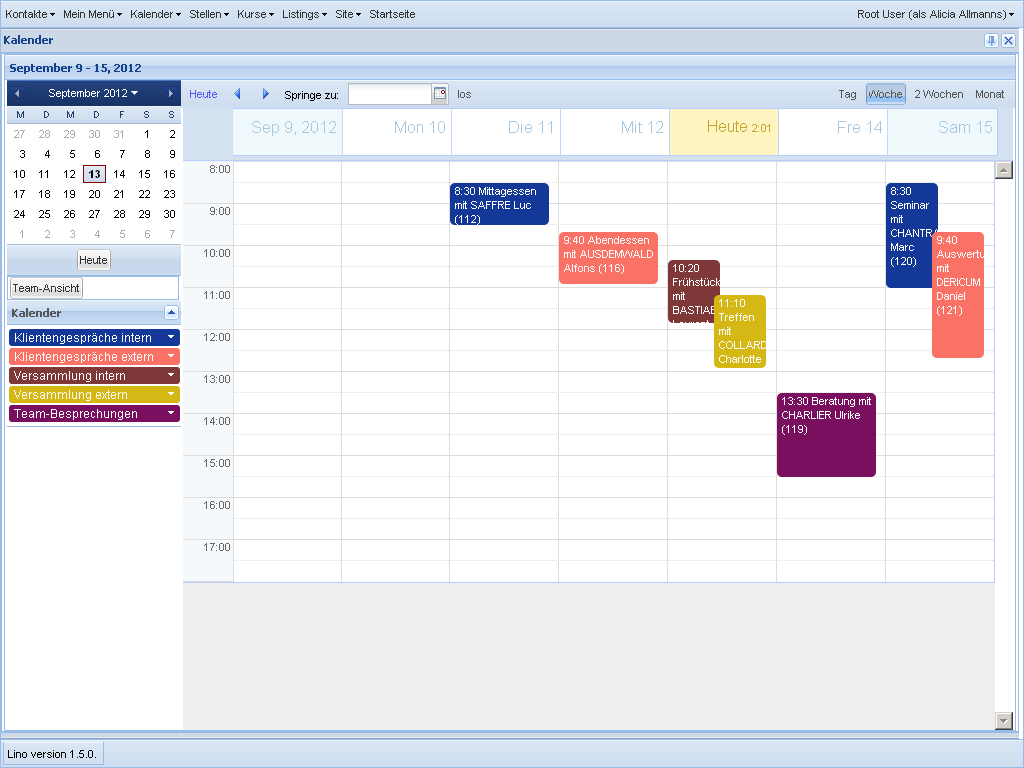 Kontakte Mein Menü Kalender Stellen Kurse Listings Site Startseite Root User (als Alicia Allmanns)
Kalender
September 9 - 15, 2012
September 2012
M D M D F S S
27 28 29 30 31 1 2
3 4 5 6 7 8 9
10 11 12 13 14 15 16
17 18 19 20 21 22 23
24 25 26 27 28 29 30
1 2 3 4 5 6 7
Heute
Team-Ansicht
Kalender
Klientengespräche intern
Klientengespräche extern
Versammlung intern
Versammlung extern
Team-Besprechungen
Heute Springe zu: los Tag Woche 2 Wochen Monat
Sep 9, 2012 Mon 10 Die 11 Mit 12 Heute 2:01 Fre 14 Sam 15
8:00
9:00
10:00
11:00
12:00
13:00
14:00
15:00
16:00
17:00
8:30 Mittagessen
mit SAFFRE Luc
(112)
9:40 Abendessen
mit AUSDEMWALD
Alfons (116)
10:20
Frühstück
mit
11:10
Treffen
mit
COLLARD
Charlotte
13:30 Beratung mit
CHARLIER Ulrike
(119)
8:30
Seminar
mit
Marc
(120)
9:40
Auswertu
mit
DERICUM
Daniel
(121)
Lino version 1.5.0.